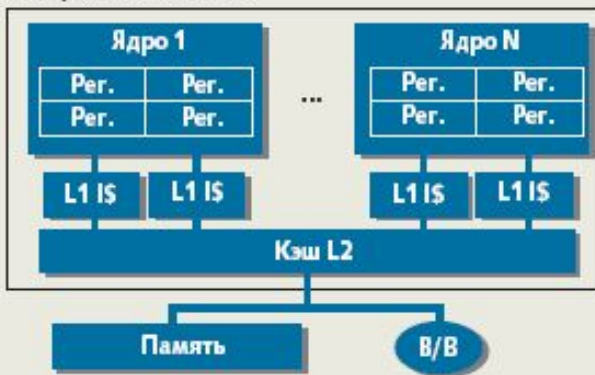 Ядро 1 Ядро N
Рег. Рег. Рег. Рег.
... 
Рег. Рег. Рег. Рег.
L1 I$ L1 I$ L1 I$ L1 I$
Кэш L2
Память В/В